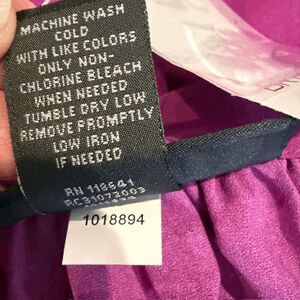 MACHINE WASH
COLD
WITH LIKE COLORS
ONLY NON-
CHLORINE BLEACH
WHEN NEEDED
TUMBLE DRY LOW
REMOVE PROMPTLY
LOW IRON
IF NEEDED
RN 118641
RC31072003
1018894